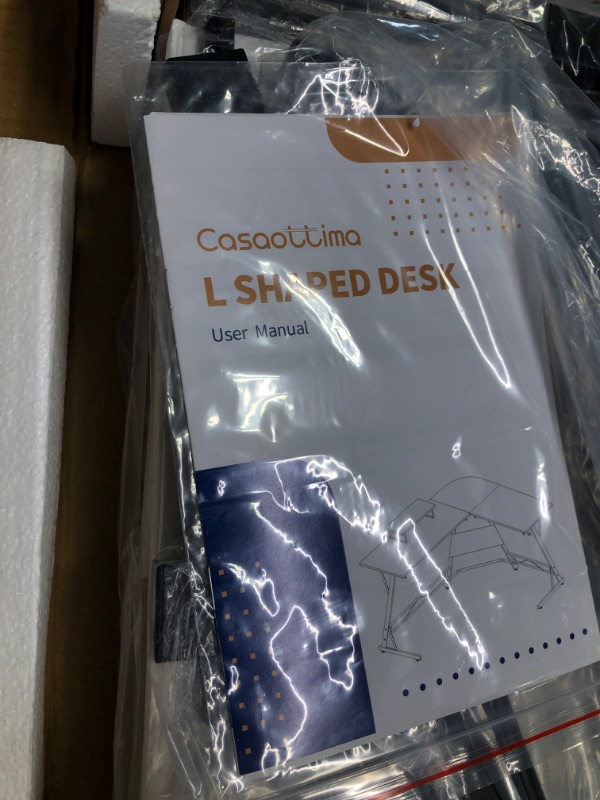 Casaottima
L SHAPED DESK
User Manual